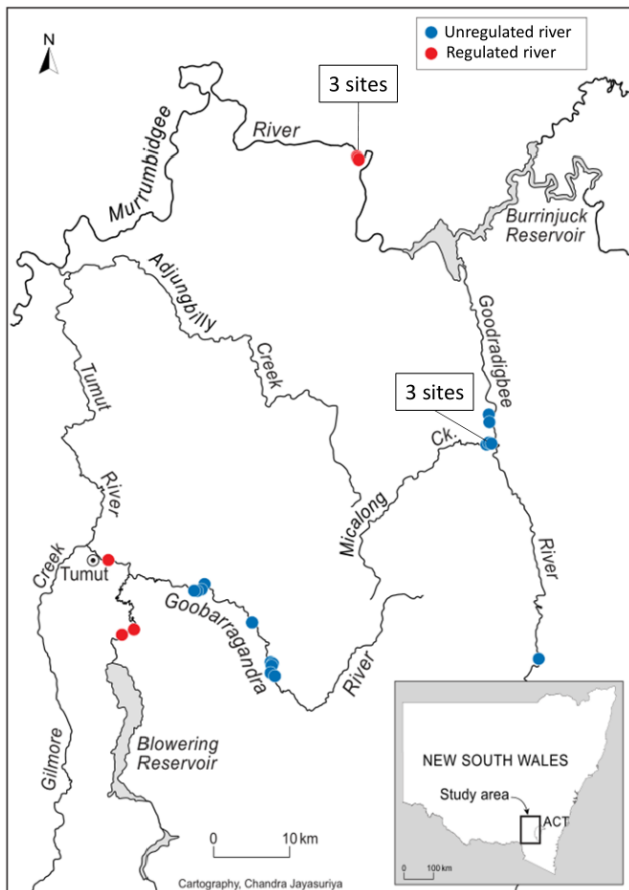 N
Unregulated river
Regulated river
3 sites
River
Murrumbidgee
Burrinjuck
Reservoir
Adjungbilly
Creek
Goodradigbee
River
Tumut
River
3 sites
Micalong
Ck.
Creek
Tumut
Goobarragandra
River
Gilmore
Blowering
Reservoir
0
10 km
Cartography, Chandra Jayasuriya
NEW SOUTH WALES
Study area
ACT
0
100 km